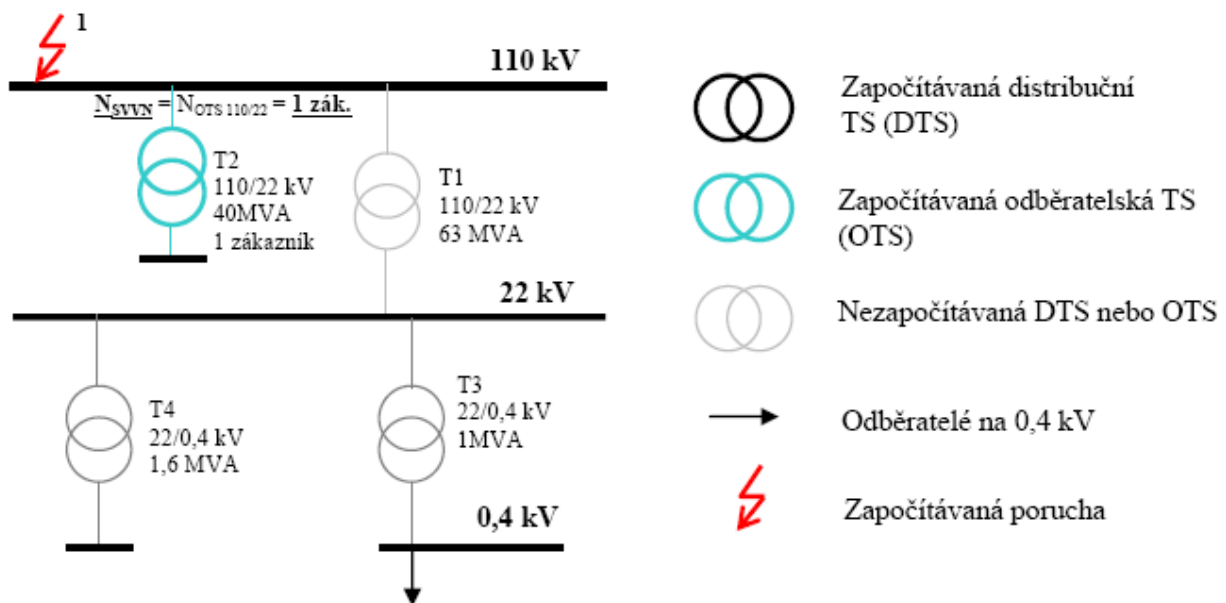 1
110 kV
N_SVVN = N_OTS 110/22 = 1 zák.
T2
110/22 kV
40MVA
1 zákazník
T1
110/22 kV
63 MVA
22 kV
T4
22/0,4 kV
1,6 MVA
T3
22/0,4 kV
1MVA
0,4 kV
Započítávaná distribuční
TS (DTS)
Započítávaná odběratelská TS
(OTS)
Nezapočítávaná DTS nebo OTS
Odběratelé na 0,4 kV
Započítávaná porucha